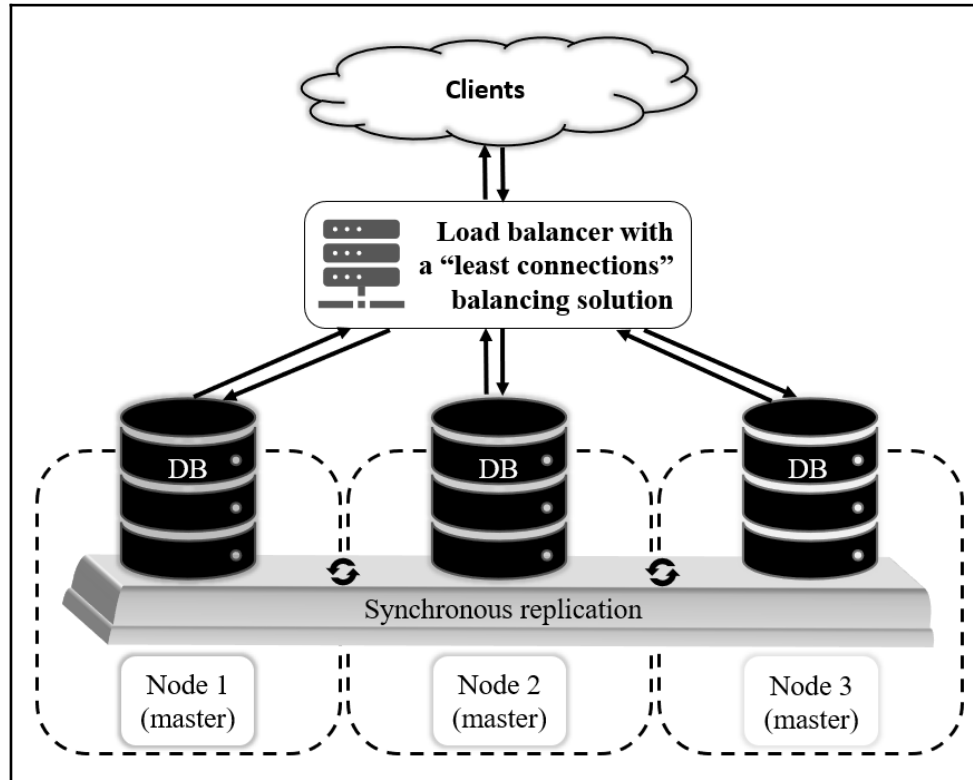 Clients
Load balancer with
a “least connections”
balancing solution
DB
DB
DB
Synchronous replication
Node 1
(master)
Node 2
(master)
Node 3
(master)